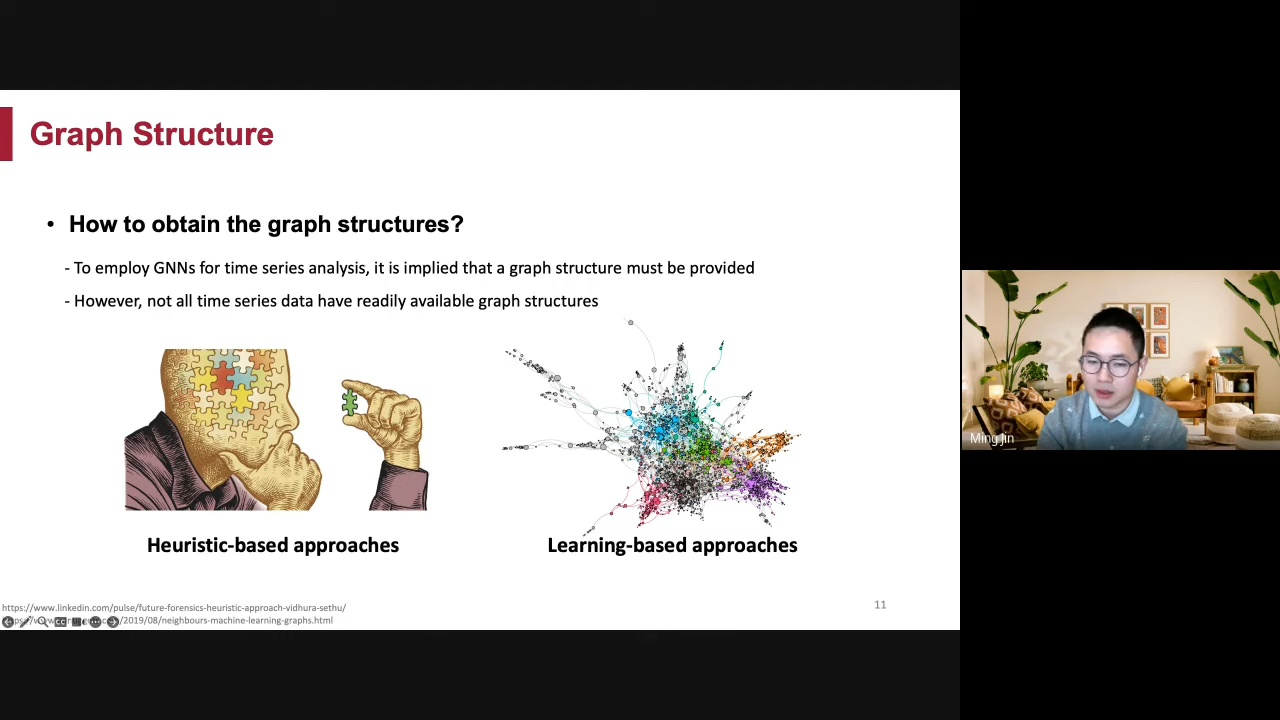 Graph Structure
• How to obtain the graph structures?
- To employ GNNs for time series analysis, it is implied that a graph structure must be provided
- However, not all time series data have readily available graph structures
Heuristic-based approaches
Learning-based approaches
https://www.linkedin.com/pulse/future-forensics-heuristic-approach-vidhura-sethu/
/2019/08/neighbours-machine-learning-graphs.html
11
Ming Jin